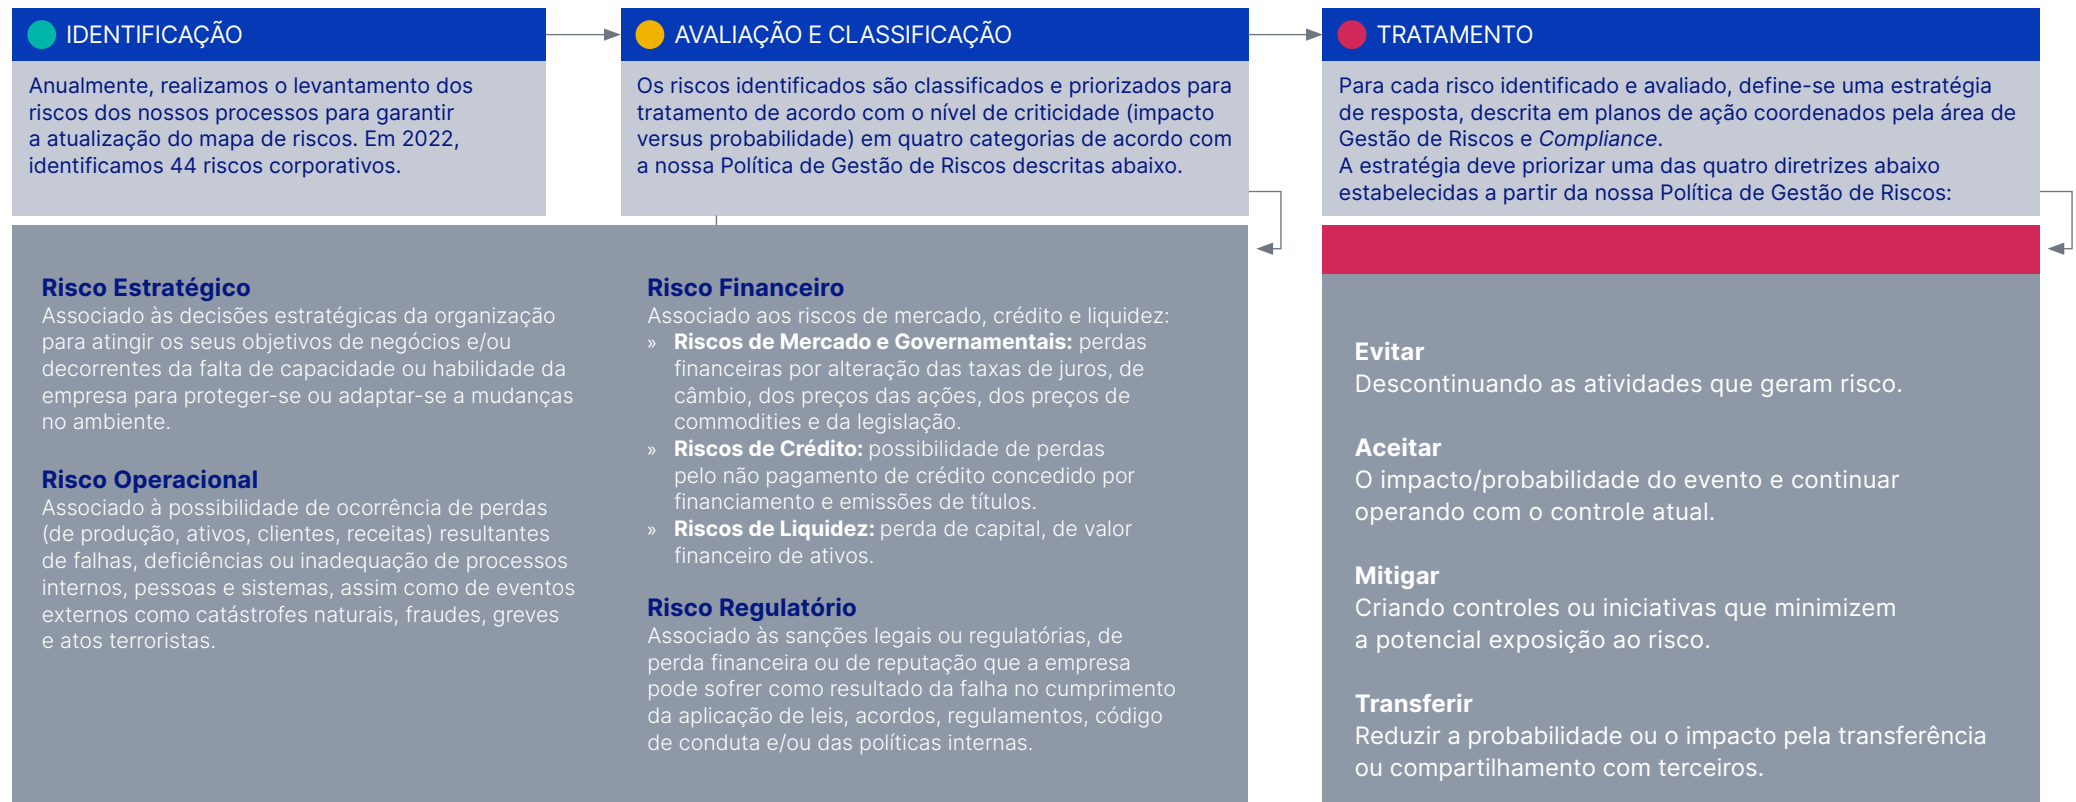 IDENTIFICAÇÃO
Anualmente, realizamos o levantamento dos
riscos dos nossos processos para garantir
a atualização do mapa de riscos. Em 2022,
identificamos 44 riscos corporativos.
AVALIAÇÃO E CLASSIFICAÇÃO
Os riscos identificados são classificados e priorizados para
tratamento de acordo com o nível de criticidade (impacto
versus probabilidade) em quatro categorias de acordo com
a nossa Política de Gestão de Riscos descritas abaixo.
TRATAMENTO
Para cada risco identificado e avaliado, define-se uma estratégia
de resposta, descrita em planos de ação coordenados pela área de
Gestão de Riscos e Compliance.
A estratégia deve priorizar uma das quatro diretrizes abaixo
estabelecidas a partir da nossa Política de Gestão de Riscos:
Risco Estratégico
Associado às decisões estratégicas da organização
para atingir os seus objetivos de negócios e/ou
decorrentes da falta de capacidade ou habilidade da
empresa para proteger-se ou adaptar-se a mudanças
no ambiente.
Risco Operacional
Associado à possibilidade de ocorrência de perdas
(de produção, ativos, clientes, receitas) resultantes
de falhas, deficiências ou inadequação de processos
internos, pessoas e sistemas, assim como de eventos
externos como catástrofes naturais, fraudes, greves
e atos terroristas.
Risco Financeiro
Associado aos riscos de mercado, crédito e liquidez:
» Riscos de Mercado e Governamentais: perdas
financeiras por alteração das taxas de juros, de
câmbio, dos preços das ações, dos preços de
commodities e da legislação.
» Riscos de Crédito: possibilidade de perdas
pelo não pagamento de crédito concedido por
financiamento e emissões de títulos.
» Riscos de Liquidez: perda de capital, de valor
financeiro de ativos.
Risco Regulatório
Associado às sanções legais ou regulatórias, de
perda financeira ou de reputação que a empresa
pode sofrer como resultado da falha no cumprimento
da aplicação de leis, acordos, regulamentos, código
de conduta e/ou das políticas internas.
Evitar
Descontinuando as atividades que geram risco.
Aceitar
O impacto/probabilidade do evento e continuar
operando com o controle atual.
Mitigar
Criando controles ou iniciativas que minimizem
a potencial exposição ao risco.
Transferir
Reduzir a probabilidade ou o impacto pela transferência
ou compartilhamento com terceiros.